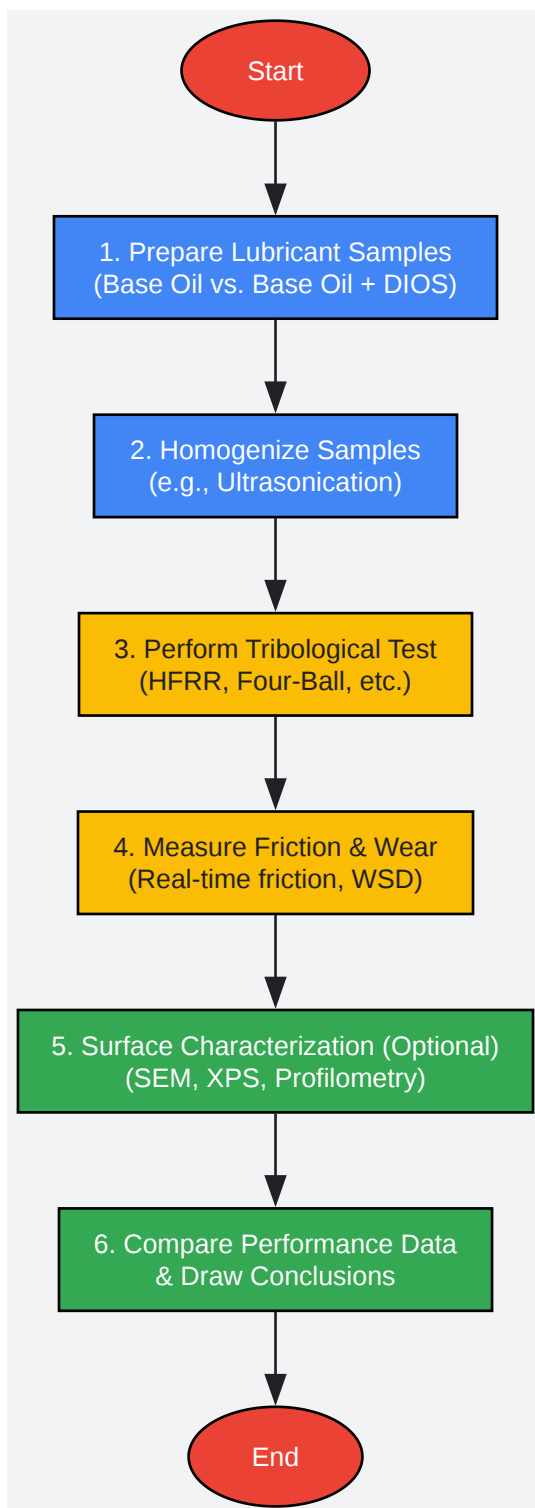 Start
1. Prepare Lubricant Samples
(Base Oil vs. Base Oil + DIOS)
2. Homogenize Samples
(e.g., Ultrasonication)
3. Perform Tribological Test
(HFRR, Four-Ball, etc.)
4. Measure Friction & Wear
(Real-time friction, WSD)
5. Surface Characterization (Optional)
(SEM, XPS, Profilometry)
6. Compare Performance Data
& Draw Conclusions
End